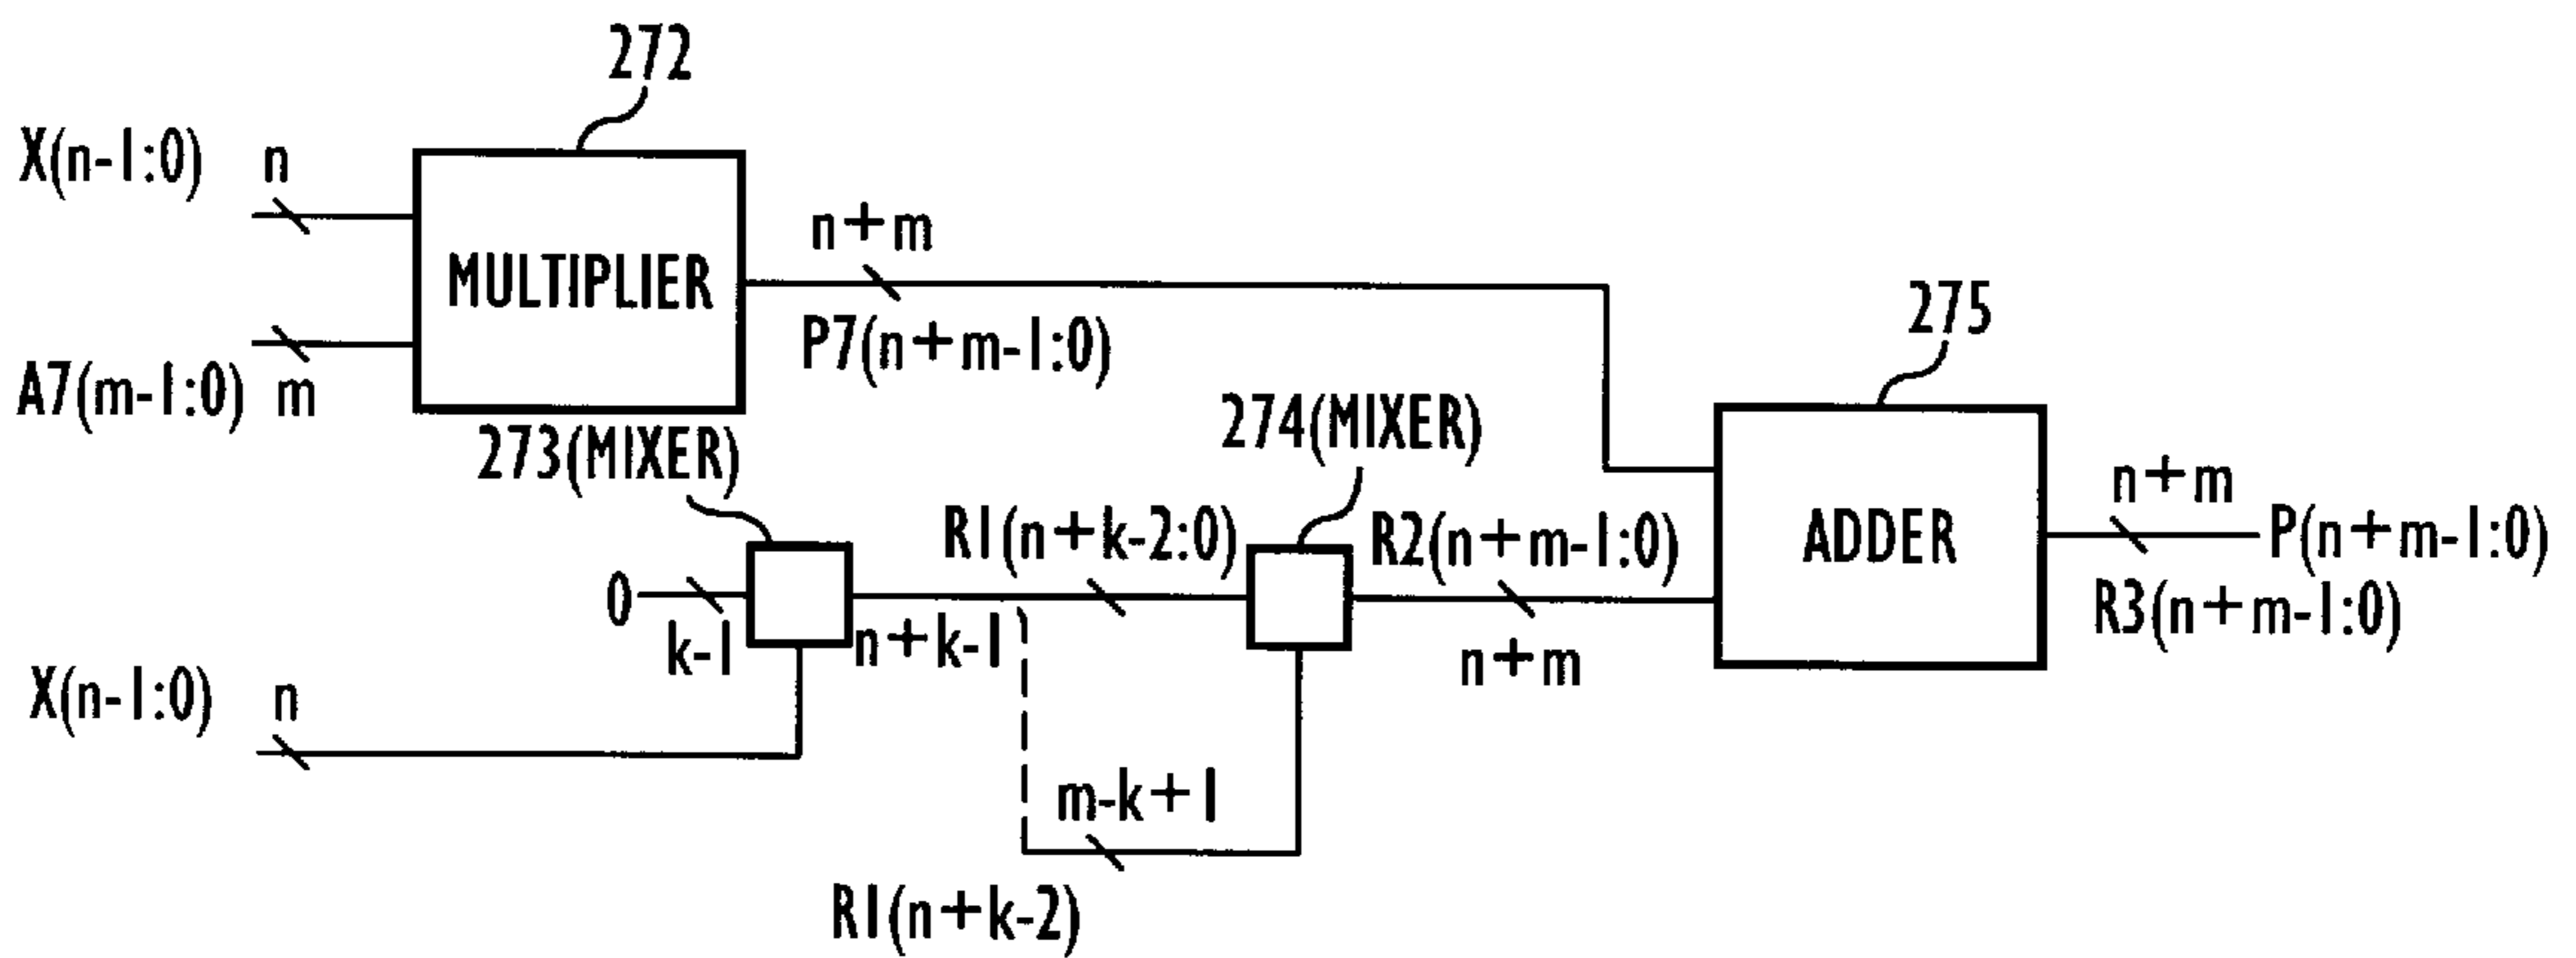 272
X(n-1:0) n
n+m
MULTIPLIER
P7(n+m-1:0)
A7(m-1:0) m
275
273(MIXER)
274(MIXER)
R1(n+k-2:0)
R2(n+m-1:0)
ADDER
n+m
P(n+m-1:0)
R3(n+m-1:0)
0
k-1
n+k-1
n+m
X(n-1:0) n
m-k+1
R1(n+k-2)